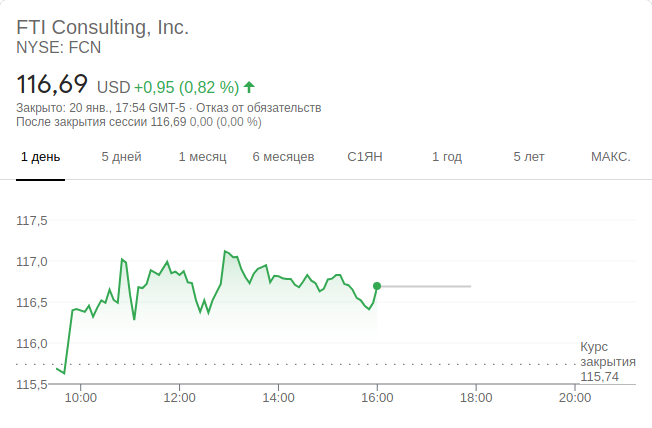 FTI Consulting, Inc.
NYSE: FCN
116,69 USD +0,95 (0,82 %)
Закрыто: 20 янв., 17:54 GMT-5 · Отказ от обязательств
После закрытия сессии 116,69 0,00 (0,00 %)
1 день 5 дней 1 месяц 6 месяцев С1ЯН 1 год 5 лет МАКС.
117,5
117,0
116,5
116,0
Курс
закрытия
115,74
115,5
10:00 12:00 14:00 16:00 18:00 20:00